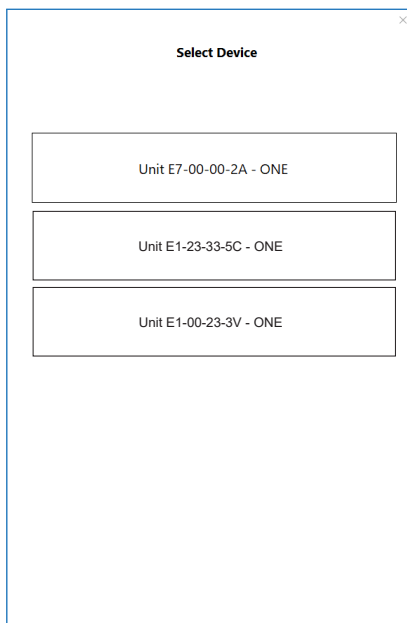 Select Device
Unit E7-00-00-2A - ONE
Unit E1-23-33-5C - ONE
Unit E1-00-23-3V - ONE